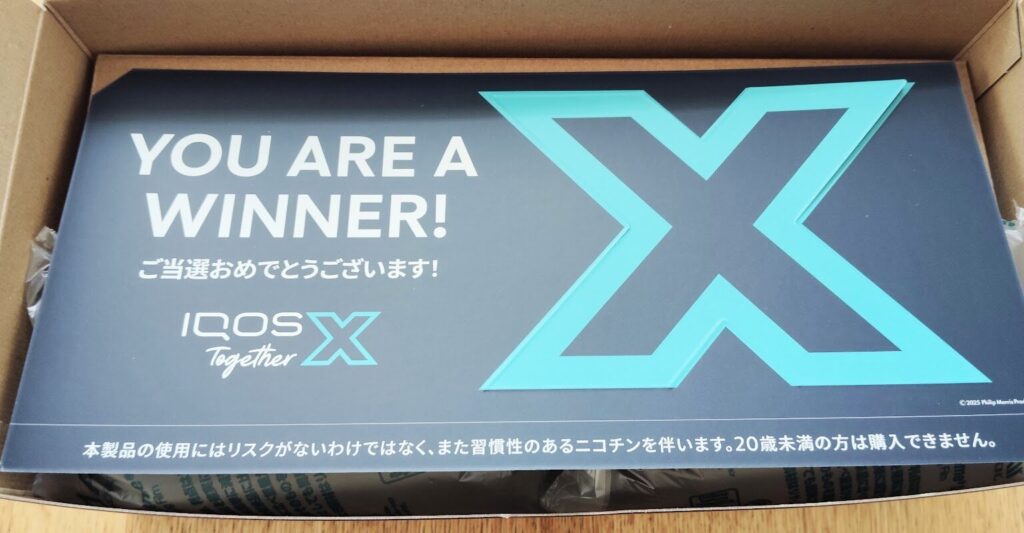 YOU ARE A
WINNER!
ご当選おめでとうございます!
IQOS X
Together
©2025 Philip Morris
本製品の使用にはリスクがないわけではなく、また習慣性のあるニコチンを伴います。20歳未満の方は購入できません。